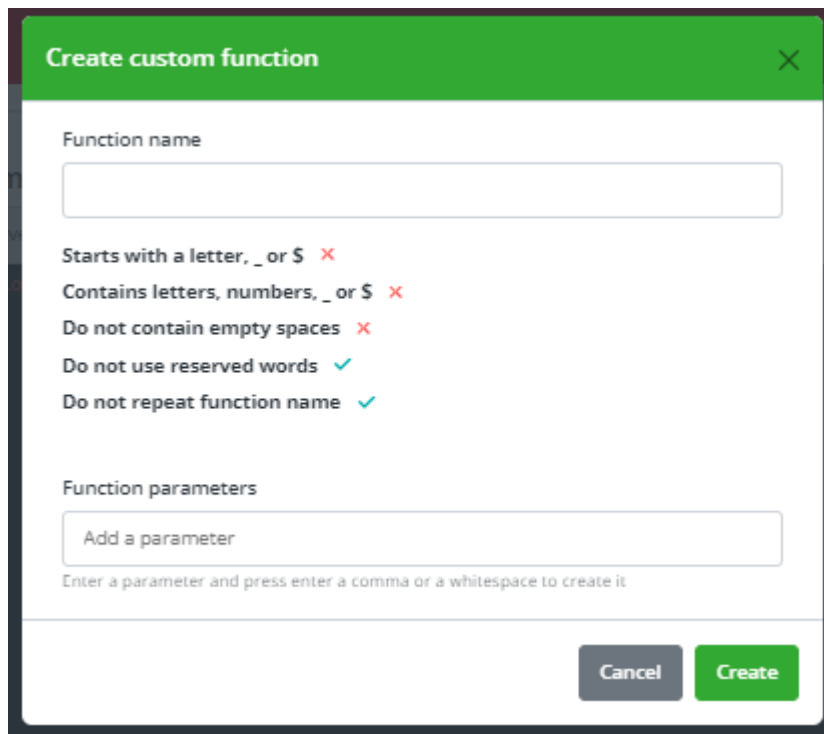 Create custom function
Function name
Starts with a letter, _ or $
Contains letters, numbers, _ or $
Do not contain empty spaces
Do not use reserved words
Do not repeat function name
Function parameters
Add a parameter
Enter a parameter and press enter a comma or a whitespace to create it
Cancel Create